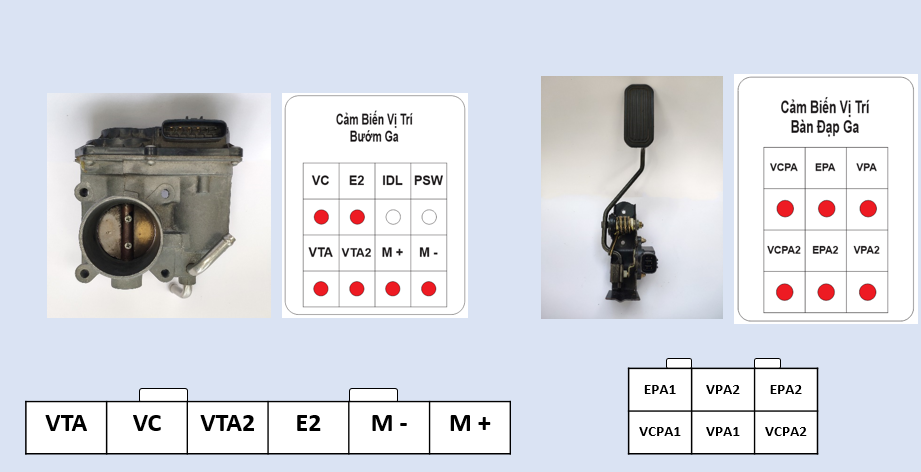 Cảm Biến Vị Trí
Bướm Ga
VC E2 IDL PSW
VTA VTA2 M + M -
Cảm Biến Vị Trí
Bàn Đạp Ga
VCPA EPA VPA
VCPA2 EPA2 VPA2
VTA VC VTA2 E2 M - M +
EPA1 VPA2 EPA2
VCPA1 VPA1 VCPA2